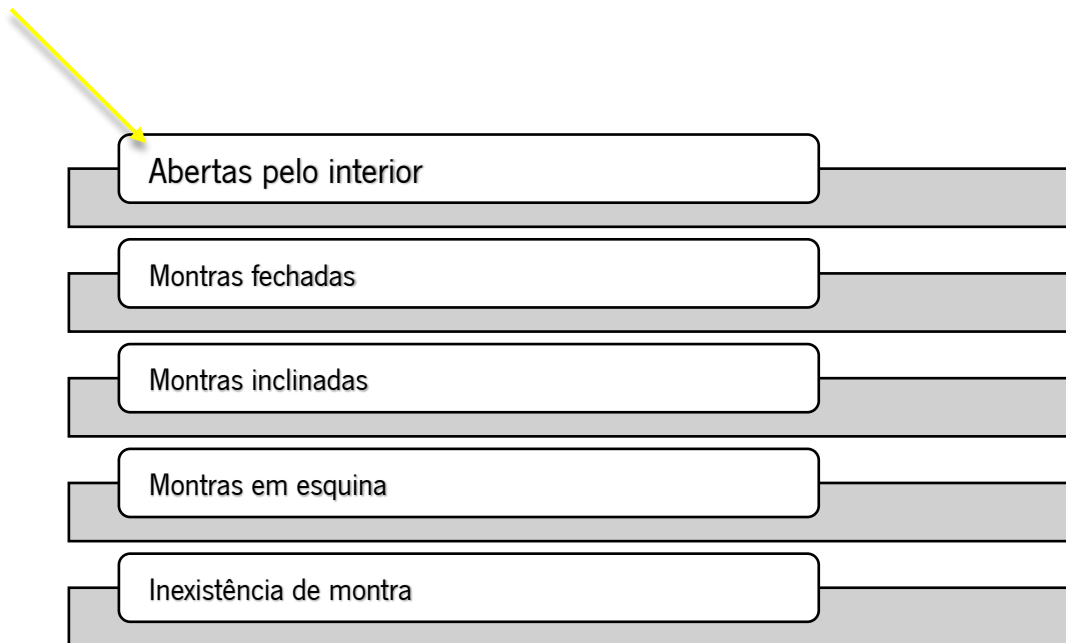 Abertas pelo interior
Montras fechadas
Montras inclinadas
Montras em esquina
Inexistência de montra